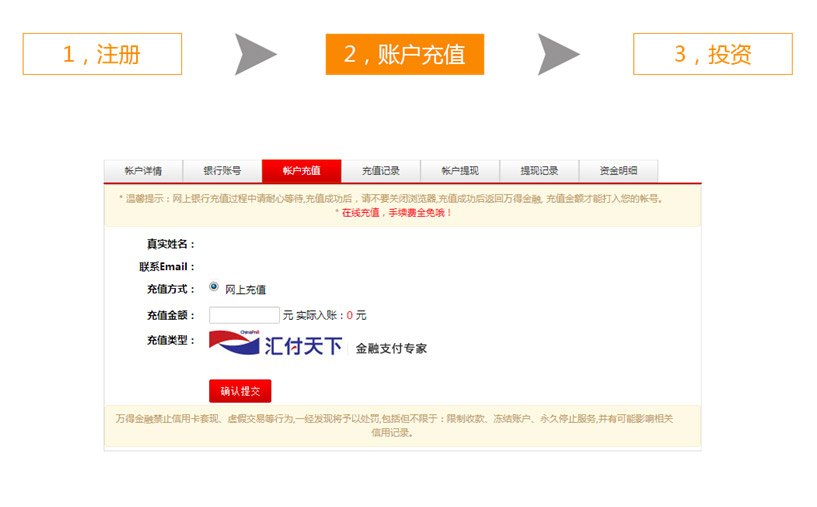 1，注册
2，账户充值
3，投资
帐户详情 银行账号 帐户充值 充值记录 帐户提现 提现记录 资金明细
* 温馨提示：网上银行充值过程中请耐心等待,充值成功后，请不要关闭浏览器,充值成功后返回万得金融, 充值金额才能打入您的帐号。
* 在线充值，手续费全免哦！
真实姓名：
联系Email：
充值方式： 网上充值
充值金额： 元 实际入账：0 元
充值类型： ChinaPnR 汇付天下 金融支付专家
确认提交
万得金融禁止信用卡套现、虚假交易等行为,一经发现将予以处罚,包括但不限于：限制收款、冻结账户、永久停止服务,并有可能影响相关
信用记录。